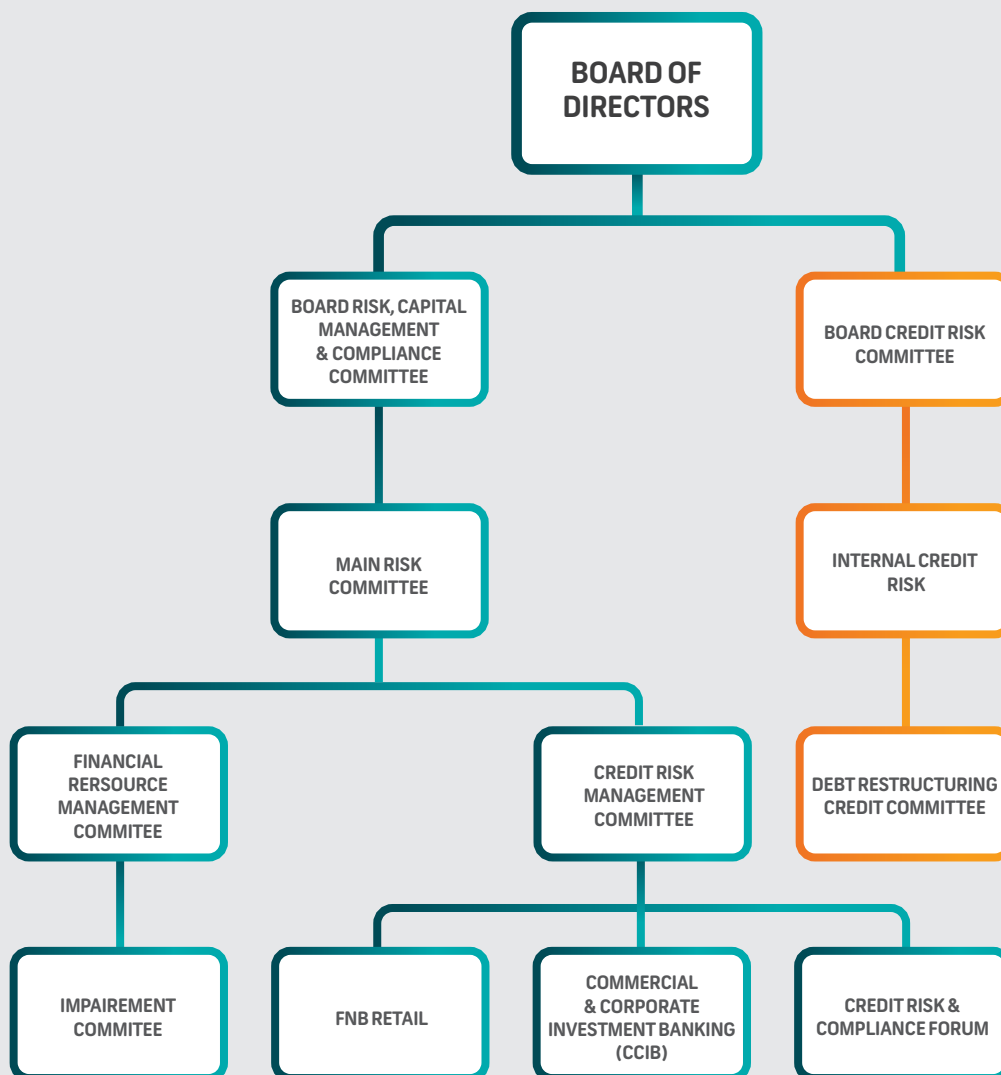 BOARD OF
DIRECTORS
BOARD RISK, CAPITAL
MANAGEMENT
& COMPLIANCE
COMMITTEE
BOARD CREDIT RISK
COMMITTEE
MAIN RISK
COMMITTEE
INTERNAL CREDIT
RISK
FINANCIAL
RERSOURCE
MANAGEMENT
COMMITEE
CREDIT RISK
MANAGEMENT
COMMITTEE
DEBT RESTRUCTURING
CREDIT COMMITTEE
IMPAIREMENT
COMMITEE
FNB RETAIL
COMMERCIAL
& CORPORATE
INVESTMENT BANKING
(CCIB)
CREDIT RISK &
COMPLIANCE FORUM